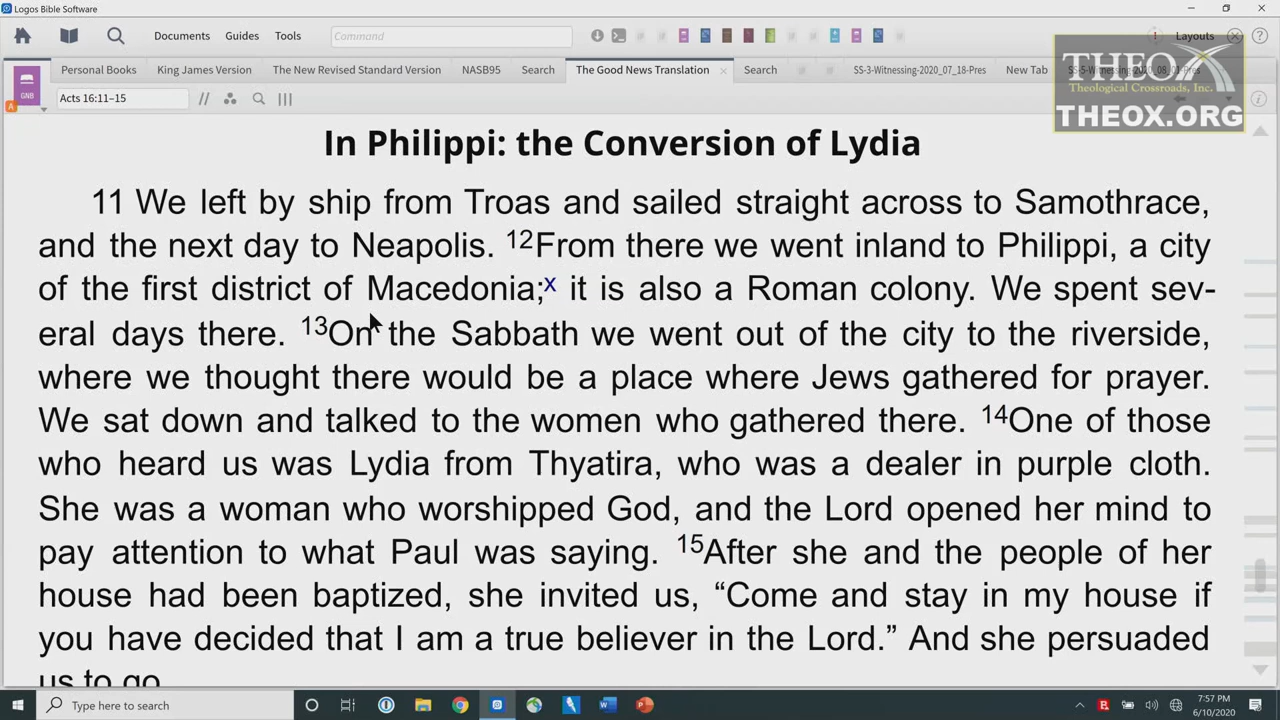 Logos Bible Software
Documents Guides Tools Command Layouts
THEOX
Theological Crossroads, Inc.
THEOX.ORG
Personal Books King James Version The New Revised Standard NASB95 Search The Good News Translation Search SS-3-Witnessing-2020_07_18-Pres New Tab SS-5-Witnessing-2020_08_01-Pres
GNB
A
Acts 16:11–15
In Philippi: the Conversion of Lydia
11 We left by ship from Troas and sailed straight across to Samothrace,
and the next day to Neapolis. 12From there we went inland to Philippi, a city
of the first district of Macedonia;x it is also a Roman colony. We spent sev-
eral days there. 13On the Sabbath we went out of the city to the riverside,
where we thought there would be a place where Jews gathered for prayer.
We sat down and talked to the women who gathered there. 14One of those
who heard us was Lydia from Thyatira, who was a dealer in purple cloth.
She was a woman who worshipped God, and the Lord opened her mind to
pay attention to what Paul was saying. 15After she and the people of her
house had been baptized, she invited us, “Come and stay in my house if
you have decided that I am a true believer in the Lord.” And she persuaded
us to go
Type here to search
7:57 PM
6/10/2020